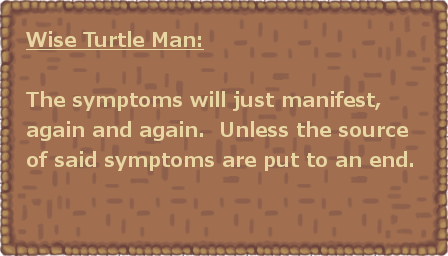 Wise Turtle Man:
The symptoms will just manifest,
again and again.  Unless the source
of said symptoms are put to an end.